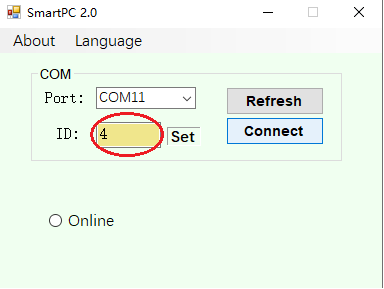 SmartPC 2.0
About Language
COM
Port: COM11 Refresh
ID: 4 Set Connect
Online